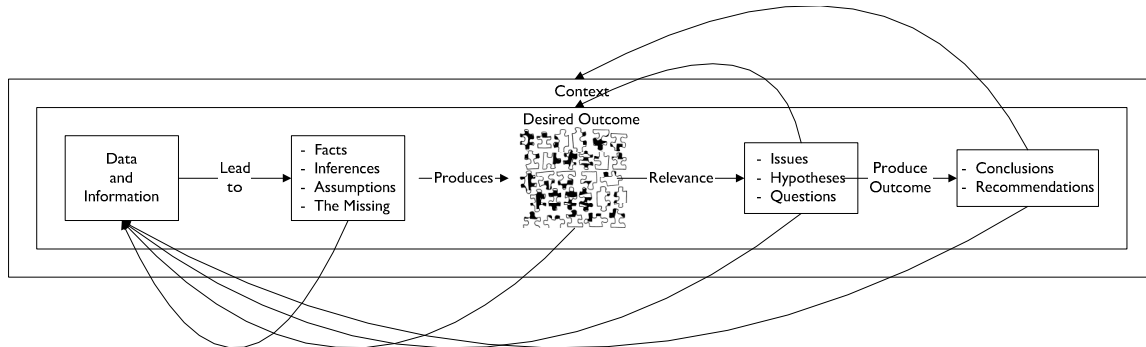 Context
Desired Outcome
Data
and
Information
Lead
to
- Facts
- Inferences
- Assumptions
- The Missing
Produces
Relevance
- Issues
- Hypotheses
- Questions
Produce
Outcome
- Conclusions
- Recommendations